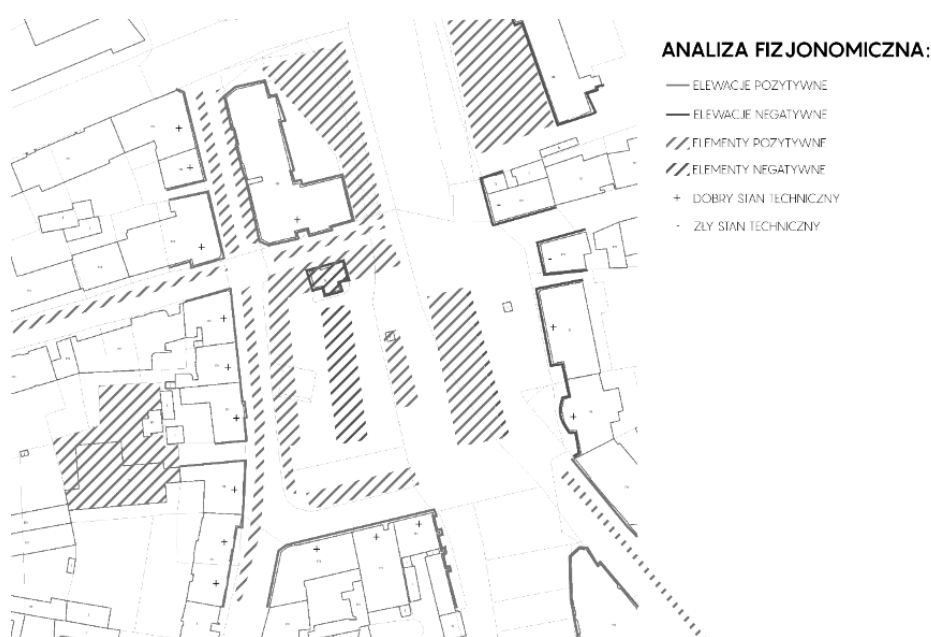 ANALIZA FIZJONOMICZNA:
ELEWACJE POZYTYWNE
ELEWACJE NEGATYWNE
ELEMENTY POZYTYWNE
ELEMENTY NEGATYWNE
+ DOBRY STAN TECHNICZNY
- ZŁY STAN TECHNICZNY